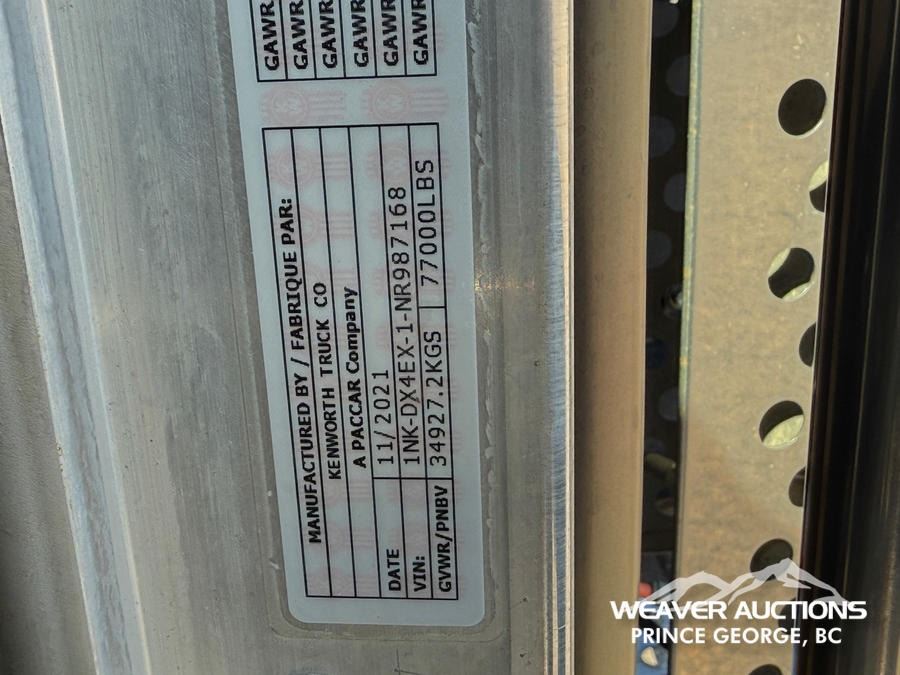 GAWR
GAWR
GAWR
GAWR
GAWR
GAWR
MANUFACTURED BY / FABRIQUE PAR:
KENWORTH TRUCK CO
A PACCAR Company
DATE 11/2021
VIN: 1NK-DX4EX-1-NR987168
GVWR/PNBV 34927.2KGS 77000LBS
WEAVER AUCTIONS
PRINCE GEORGE, BC